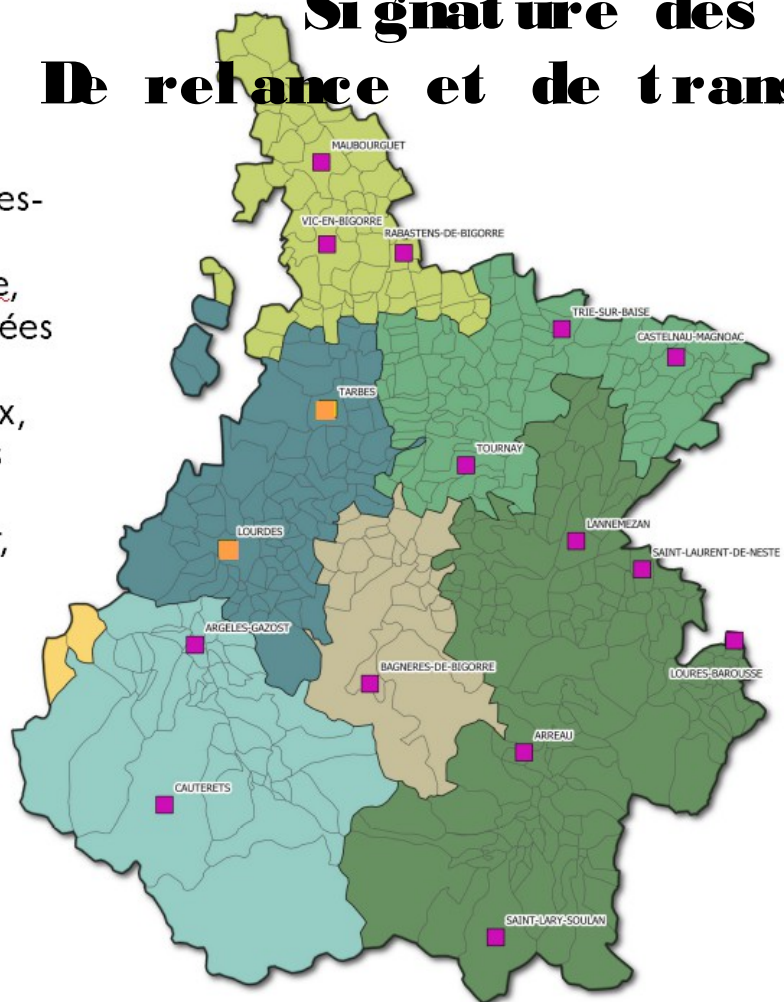 Signature des
De relance et de trans
es-
e,
ées
x,
s
,
MAUBOURGUET
VIC-EN-BIGORRE
RABASTENS-DE-BIGORRE
TRIE-SUR-BAISE
CASTELNAU-MAGNOAC
TARBES
TOURNAY
LANNEMEZAN
LOURDES
SAINT-LAURENT-DE-NESTE
ARGELES-GAZOST
BAGNERES-DE-BIGORRE
LOURES-BAROUSSE
ARREAU
CAUTERETS
SAINT-LARY-SOULAN